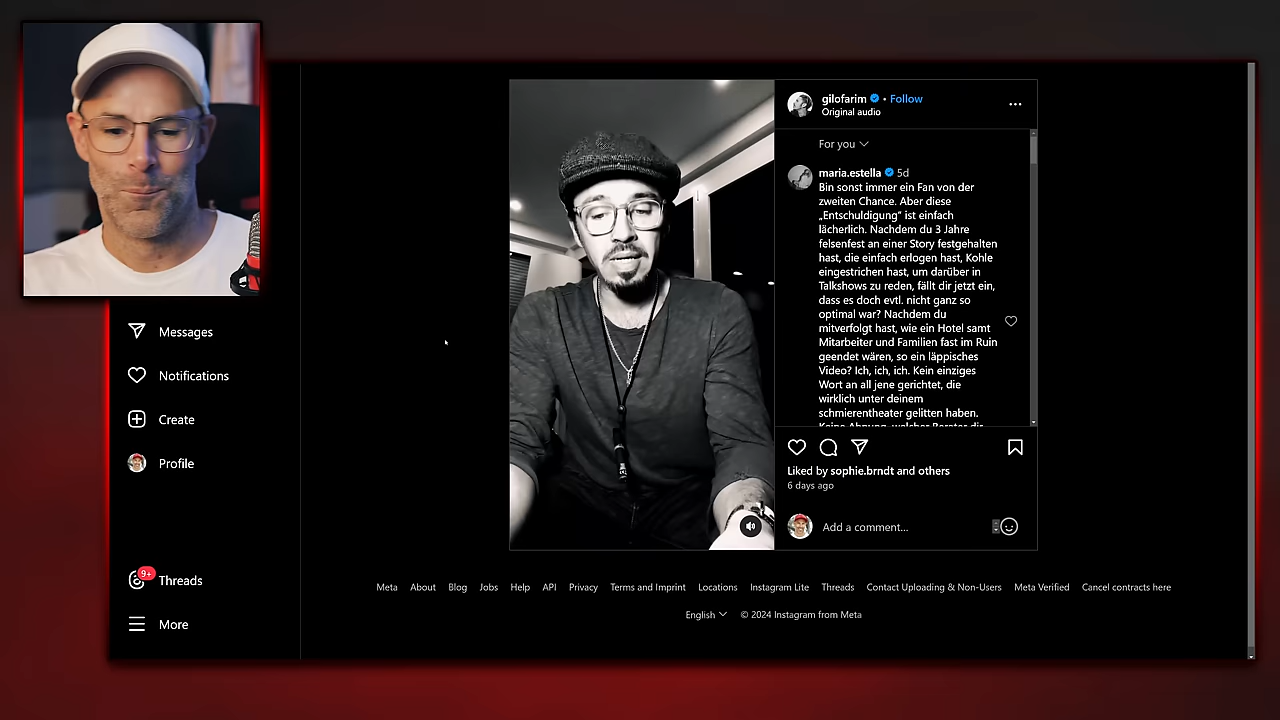 Messages
Notifications
Create
Profile
9+
Threads
More
gilofarim • Follow
Original audio
For you
maria.estella 5d
Bin sonst immer ein Fan von der
zweiten Chance. Aber diese
„Entschuldigung" ist einfach
lächerlich. Nachdem du 3 Jahre
felsenfest an einer Story festgehalten
hast, die einfach erlogen hast, Kohle
eingestrichen hast, um darüber in
Talkshows zu reden, fällt dir jetzt ein,
dass es doch evtl. nicht ganz so
optimal war? Nachdem du
mitverfolgt hast, wie ein Hotel samt
Mitarbeiter und Familien fast im Ruin
geendet wären, so ein läppisches
Video? Ich, ich, ich. Kein einziges
Wort an all jene gerichtet, die
wirklich unter deinem
schmierentheater gelitten haben.
Keine Ahnung, welcher Berater dir
Liked by sophie.brndt and others
6 days ago
Add a comment...
Meta About Blog Jobs Help API Privacy Terms and Imprint Locations Instagram Lite Threads Contact Uploading & Non-Users Meta Verified Cancel contracts here
English © 2024 Instagram from Meta